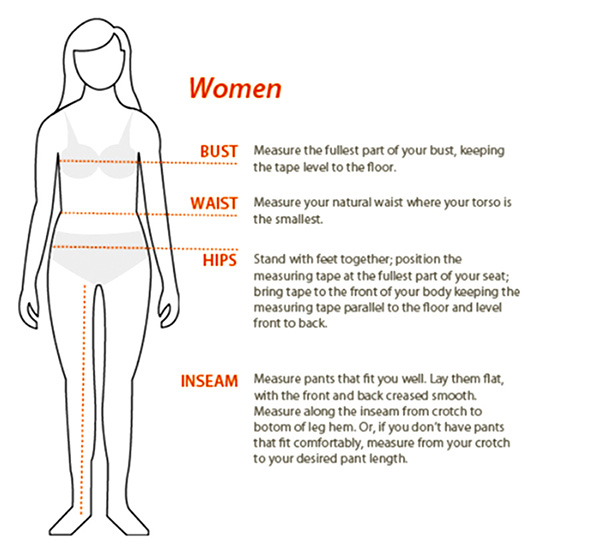 Women
BUST
Measure the fullest part of your bust, keeping
the tape level to the floor.
WAIST
Measure your natural waist where your torso is
the smallest.
HIPS
Stand with feet together; position the
measuring tape at the fullest part of your seat;
bring tape to the front of your body keeping the
measuring tape parallel to the floor and level
front to back.
INSEAM
Measure pants that fit you well. Lay them flat,
with the front and back creased smooth.
Measure along the inseam from crotch to
botom of leg hem. Or, if you don't have pants
that fit comfortably, measure from your crotch
to your desired pant length.